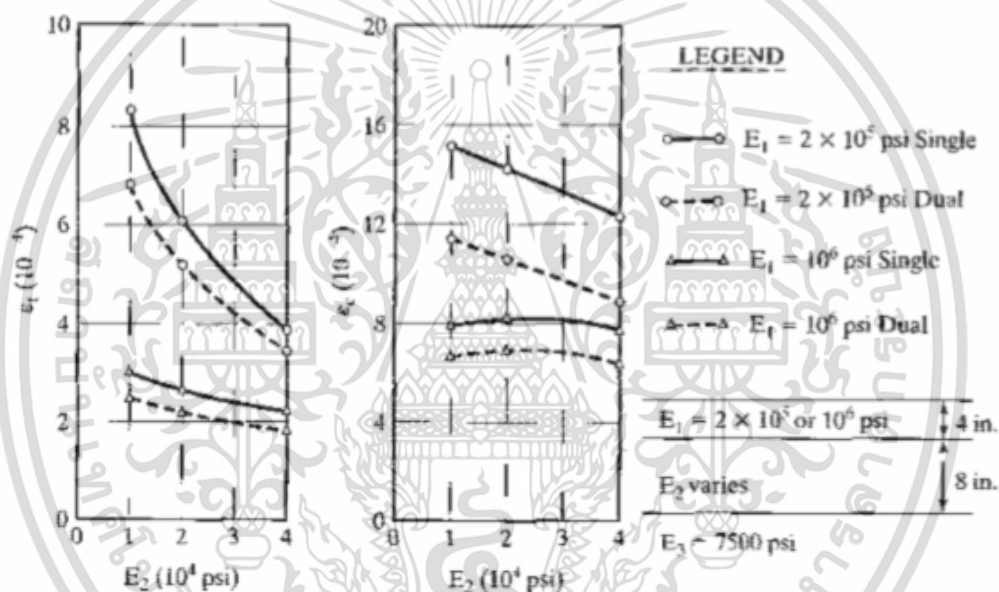 10
8
6
4
2
0
1 2 3 4
εt (10⁻⁴)
E₂ (10⁴ psi)
20
16
12
8
4
0
1 2 3 4
εc (10⁻⁴)
E₂ (10⁴ psi)
LEGEND
E₁ = 2 × 10⁵ psi Single
E₁ = 2 × 10⁵ psi Dual
E₁ = 10⁶ psi Single
E₁ = 10⁶ psi Dual
E₁ = 2 × 10⁵ or 10⁶ psi 4 in.
E₂ varies 8 in.
E₃ = 7500 psi